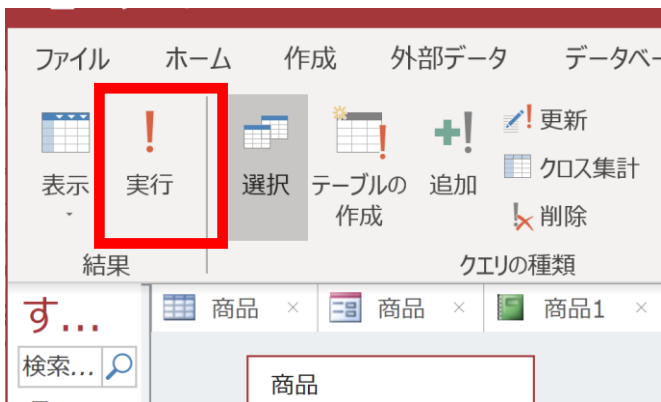 ファイル ホーム 作成 外部データ データベー
表示 実行 選択 テーブルの作成 追加 更新
クロス集計
削除
結果 クエリの種類
す... 商品 商品 商品1
検索...
商品